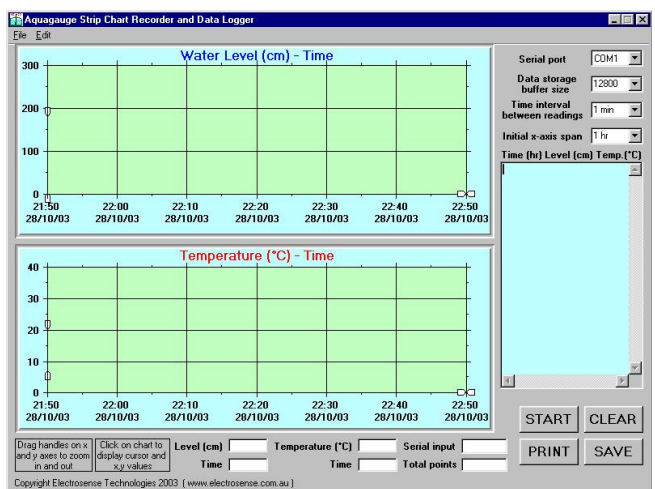 Aquagauge Strip Chart Recorder and Data Logger
File Edit
Water Level (cm) - Time
300
200
100
0
21:50 22:00 22:10 22:20 22:30 22:40 22:50
28/10/03 28/10/03 28/10/03 28/10/03 28/10/03 28/10/03 28/10/03
Temperature (°C) - Time
40
30
20
10
0
21:50 22:00 22:10 22:20 22:30 22:40 22:50
28/10/03 28/10/03 28/10/03 28/10/03 28/10/03 28/10/03 28/10/03
Serial port COM1
Data storage
buffer size 12800
Time interval
between readings 1 min
Initial x-axis span 1 hr
Time (hr) Level (cm) Temp.(°C)
START CLEAR
PRINT SAVE
Drag handles on x
and y axes to zoom
in and out
Click on chart to
display cursor and
x,y values
Level (cm) Temperature (°C) Serial input
Time Time Total points
Copyright Electrosense Technologies 2003 ( www.electrosense.com.au )